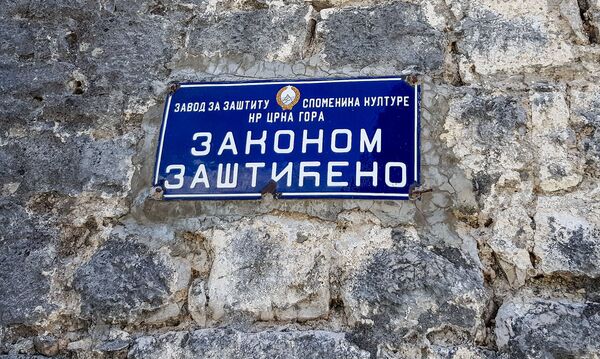 ЗАВОД ЗА ЗАШТИТУ СПОМЕНИКА КУЛТУРЕ
НР ЦРНА ГОРА
ЗАКОНОМ
ЗАШТИЋЕНО